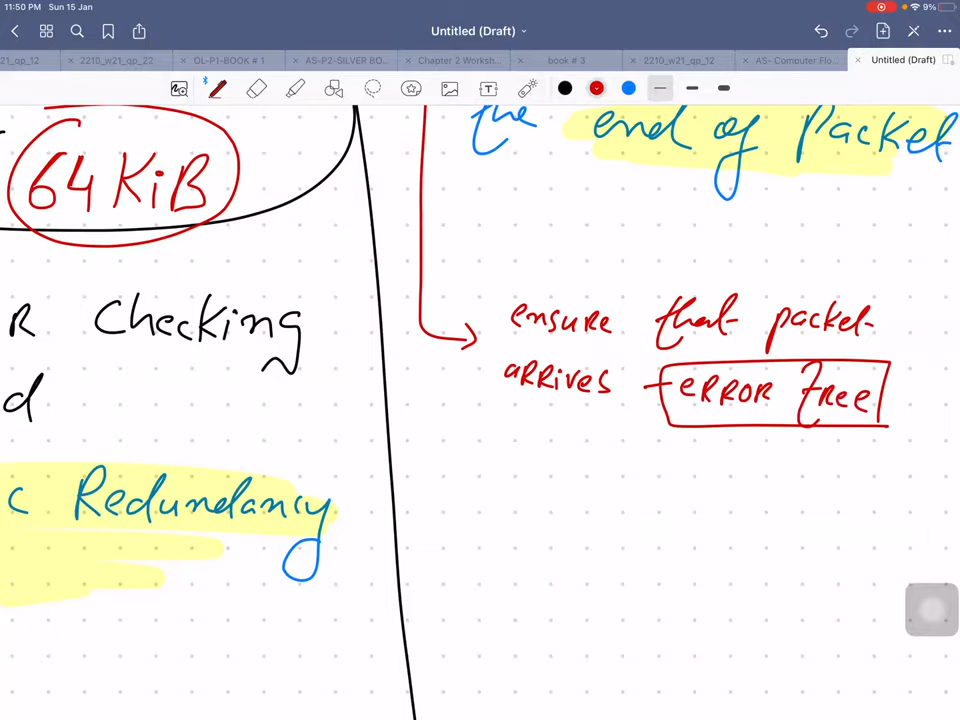 11:50 PM Sun 15 Jan
9%
Untitled (Draft)
21_qp_12
2210_w21_qp_22
OL-P1-BOOK # 1
AS-P2-SILVER BO...
Chapter 2 Worksh...
book # 3
2210_w21_qp_12
AS- Computer Flo...
Untitled (Draft)
the end of packet
64 KiB
R checking
d
c Redundancy
ensure that packet
arrives ERROR FREE